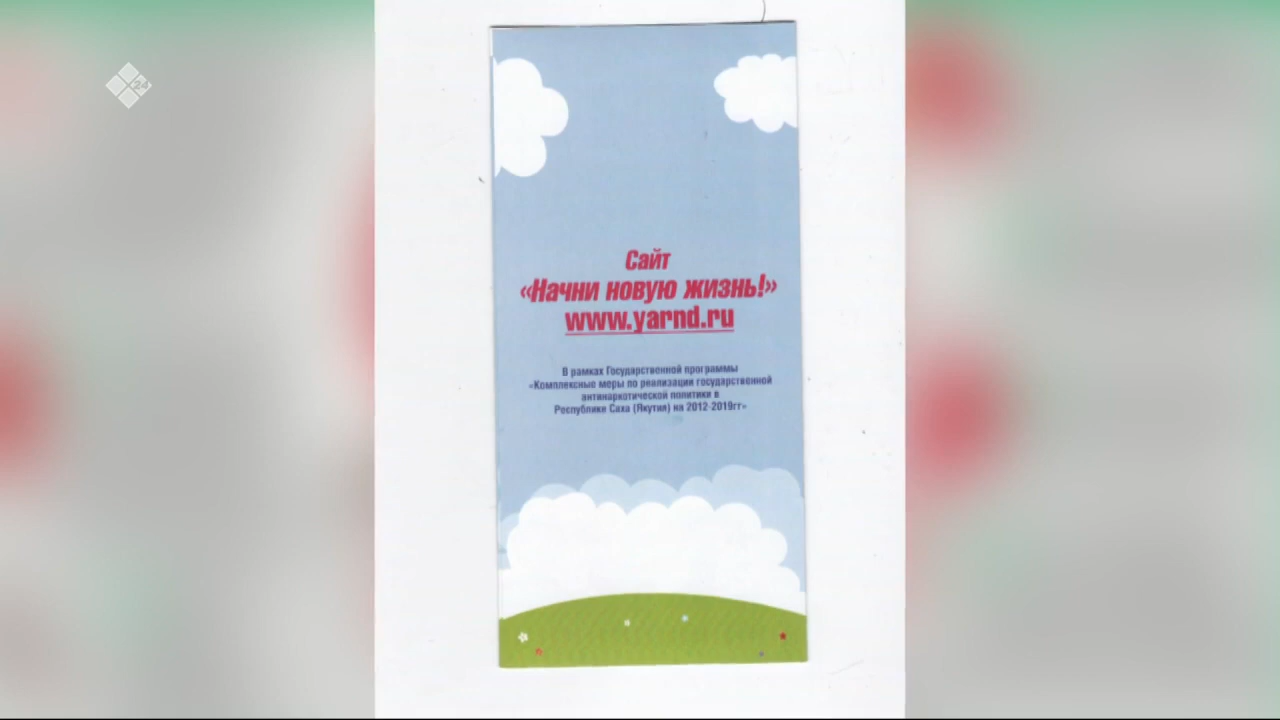 24
Сайт
«Начни новую жизнь!»
www.yarnd.ru
В рамках Государственной программы
«Комплексные меры по реализации государственной
антинаркотической политики в
Республике Саха (Якутия) на 2012-2019гг»